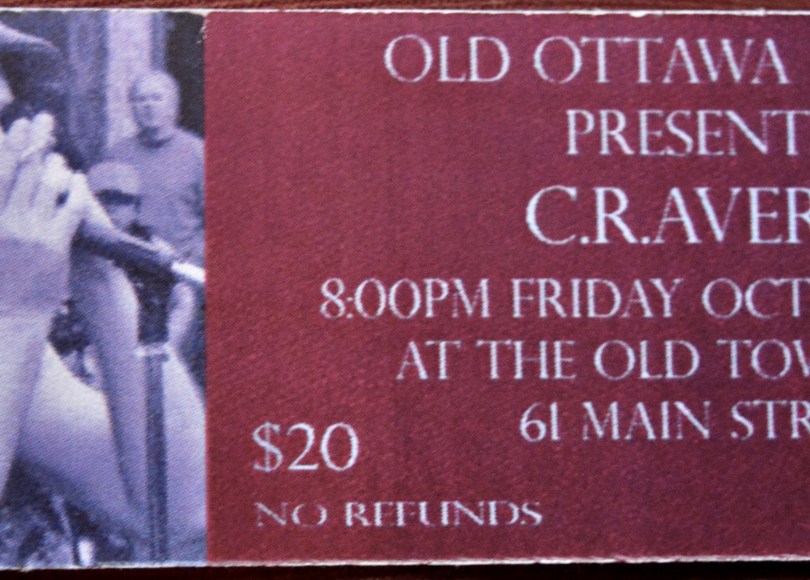 OLD OTTAWA
PRESENT
C.R.AVER
8:00PM FRIDAY OCT
AT THE OLD TOW
61 MAIN STR
$20
NO REFUNDS